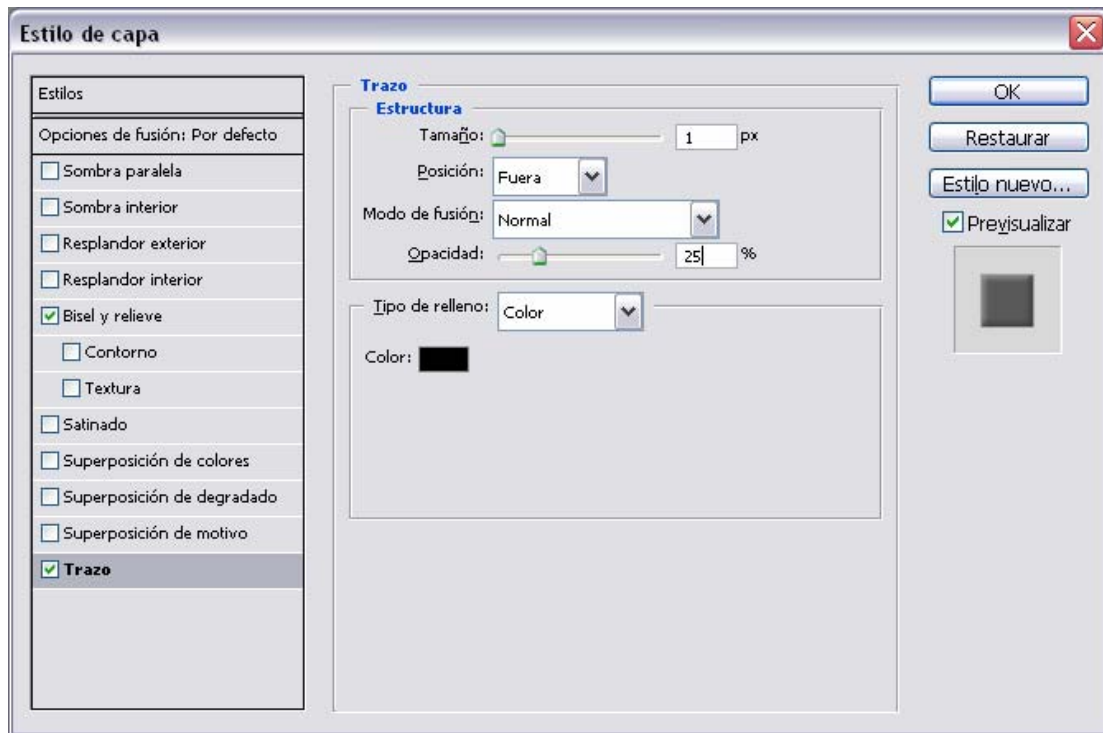 Estilo de capa
Estilos
Opciones de fusión: Por defecto
Sombra paralela
Sombra interior
Resplandor exterior
Resplandor interior
Bisel y relieve
Contorno
Textura
Satinado
Superposición de colores
Superposición de degradado
Superposición de motivo
Trazo
Trazo
Estructura
Tamaño: 1 px
Posición: Fuera
Modo de fusión: Normal
Opacidad: 25 %
Tipo de relleno: Color
Color:
OK
Restaurar
Estilo nuevo...
Previsualizar